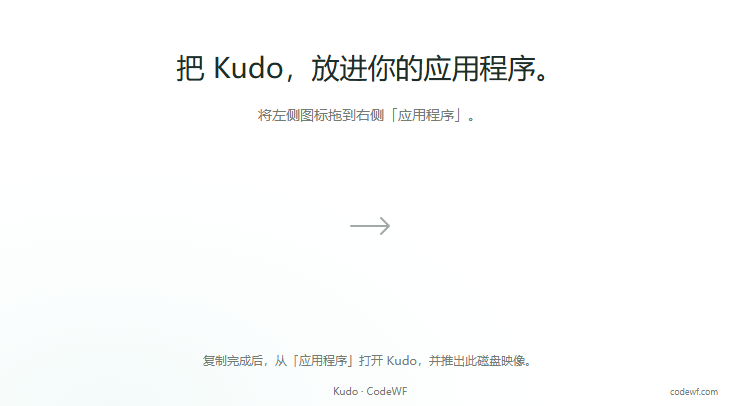 把 Kudo，放进你的应用程序。
将左侧图标拖到右侧「应用程序」。
复制完成后，从「应用程序」打开 Kudo，并推出此磁盘映像。
Kudo · CodeWF
codewf.com